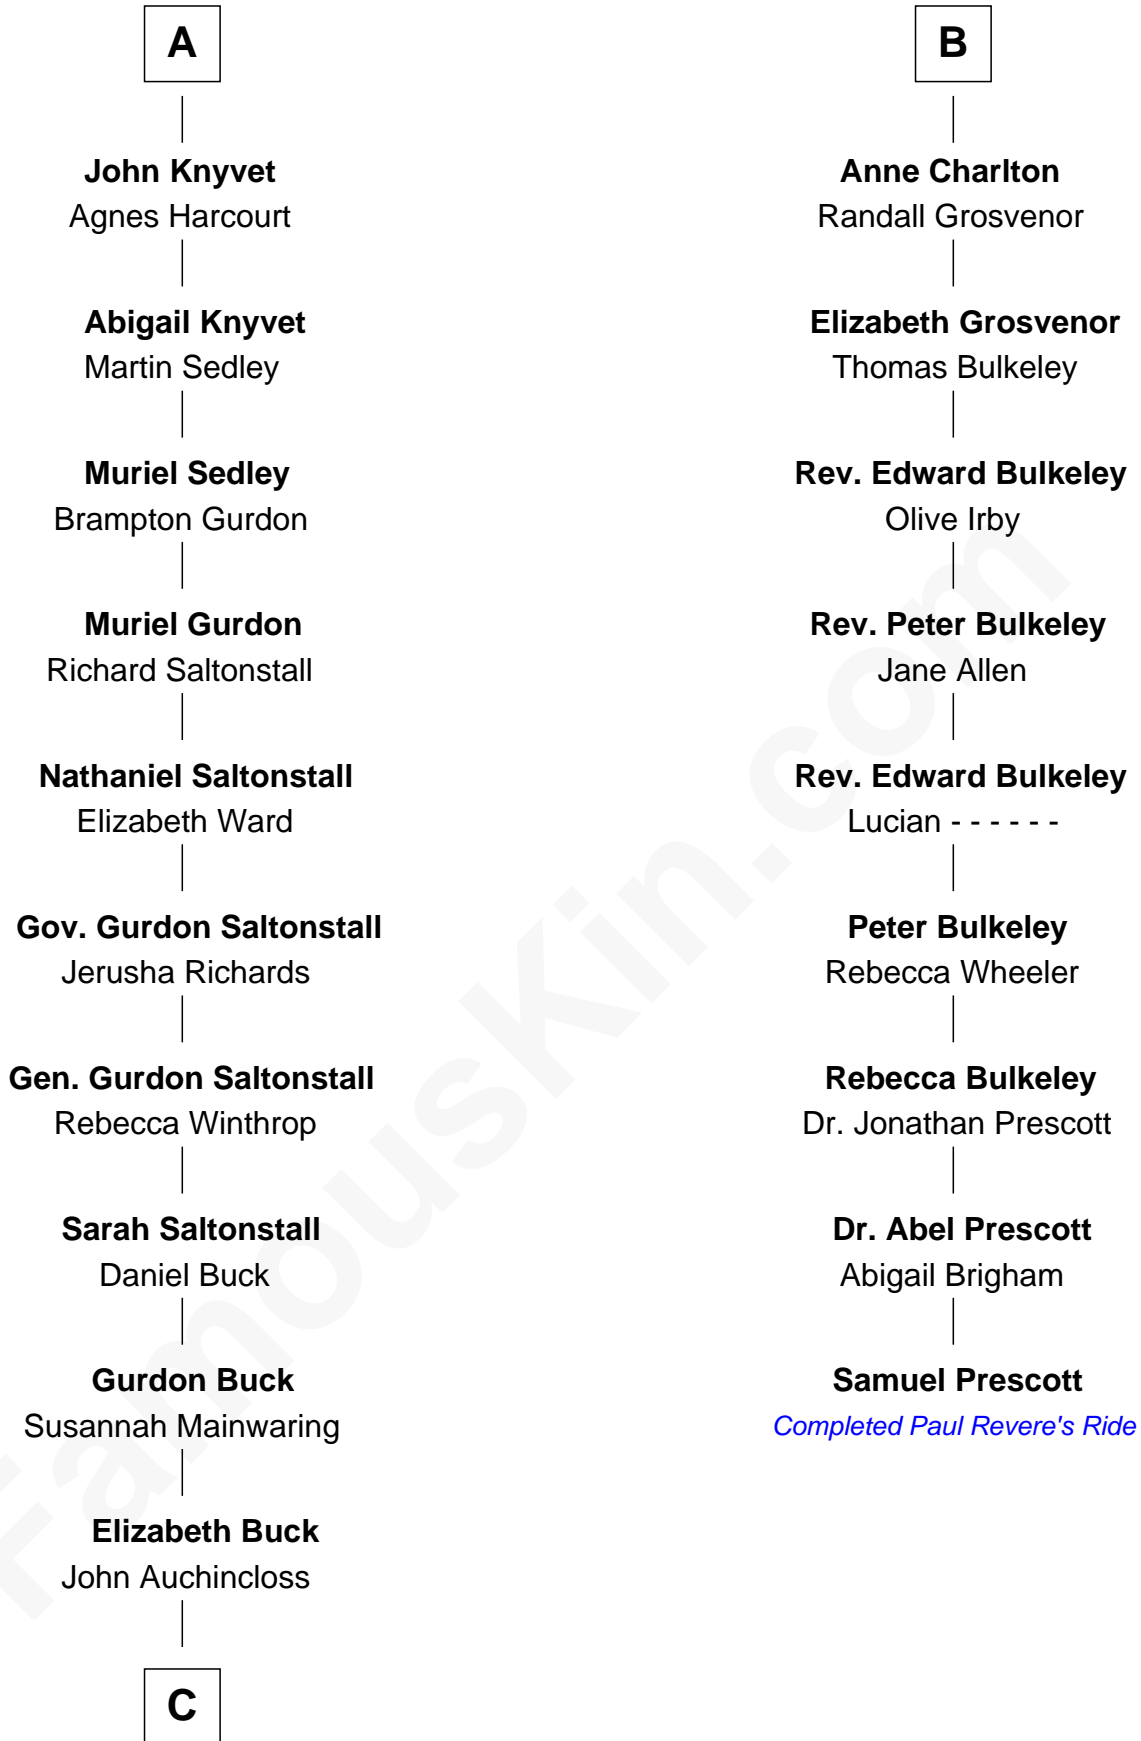 A
John Knyvet
Agnes Harcourt
Abigail Knyvet
Martin Sedley
Muriel Sedley
Brampton Gurdon
Muriel Gurdon
Richard Saltonstall
Nathaniel Saltonstall
Elizabeth Ward
Gov. Gurdon Saltonstall
Jerusha Richards
Gen. Gurdon Saltonstall
Rebecca Winthrop
Sarah Saltonstall
Daniel Buck
Gurdon Buck
Susannah Mainwaring
Elizabeth Buck
John Auchincloss
C
B
Anne Charlton
Randall Grosvenor
Elizabeth Grosvenor
Thomas Bulkeley
Rev. Edward Bulkeley
Olive Irby
Rev. Peter Bulkeley
Jane Allen
Rev. Edward Bulkeley
Lucian - - - - - -
Peter Bulkeley
Rebecca Wheeler
Rebecca Bulkeley
Dr. Jonathan Prescott
Dr. Abel Prescott
Abigail Brigham
Samuel Prescott
Completed Paul Revere's Ride
FamousKin.com